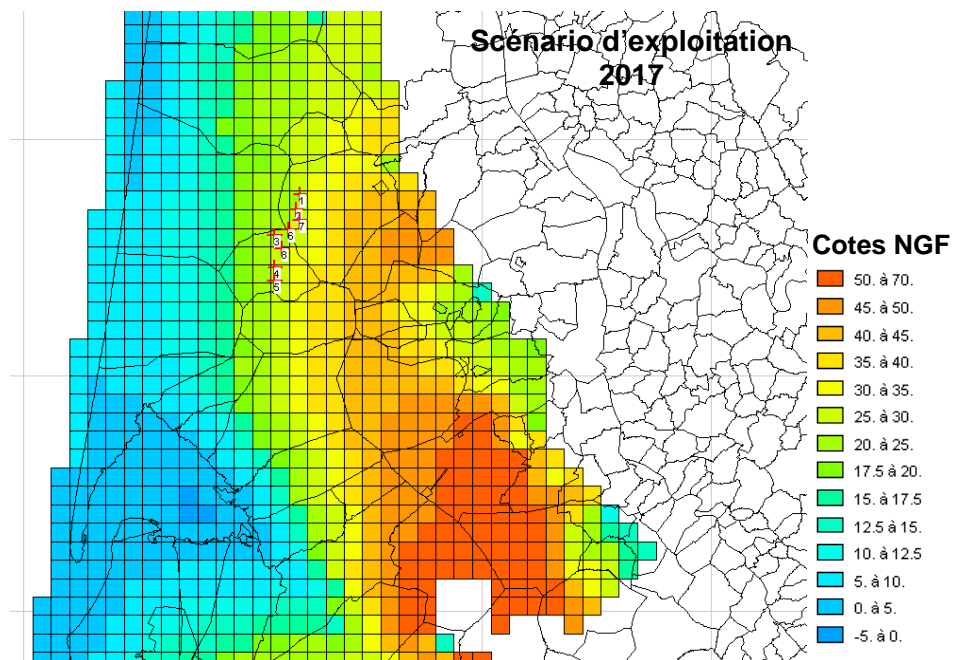 Scénario d'exploitation
2017
1
2
7
6
3
8
4
5
Cotes NGF
50. à 70.
45. à 50.
40. à 45.
35. à 40.
30. à 35.
25. à 30.
20. à 25.
17.5 à 20.
15. à 17.5
12.5 à 15.
10. à 12.5
5. à 10.
0. à 5.
-5. à 0.